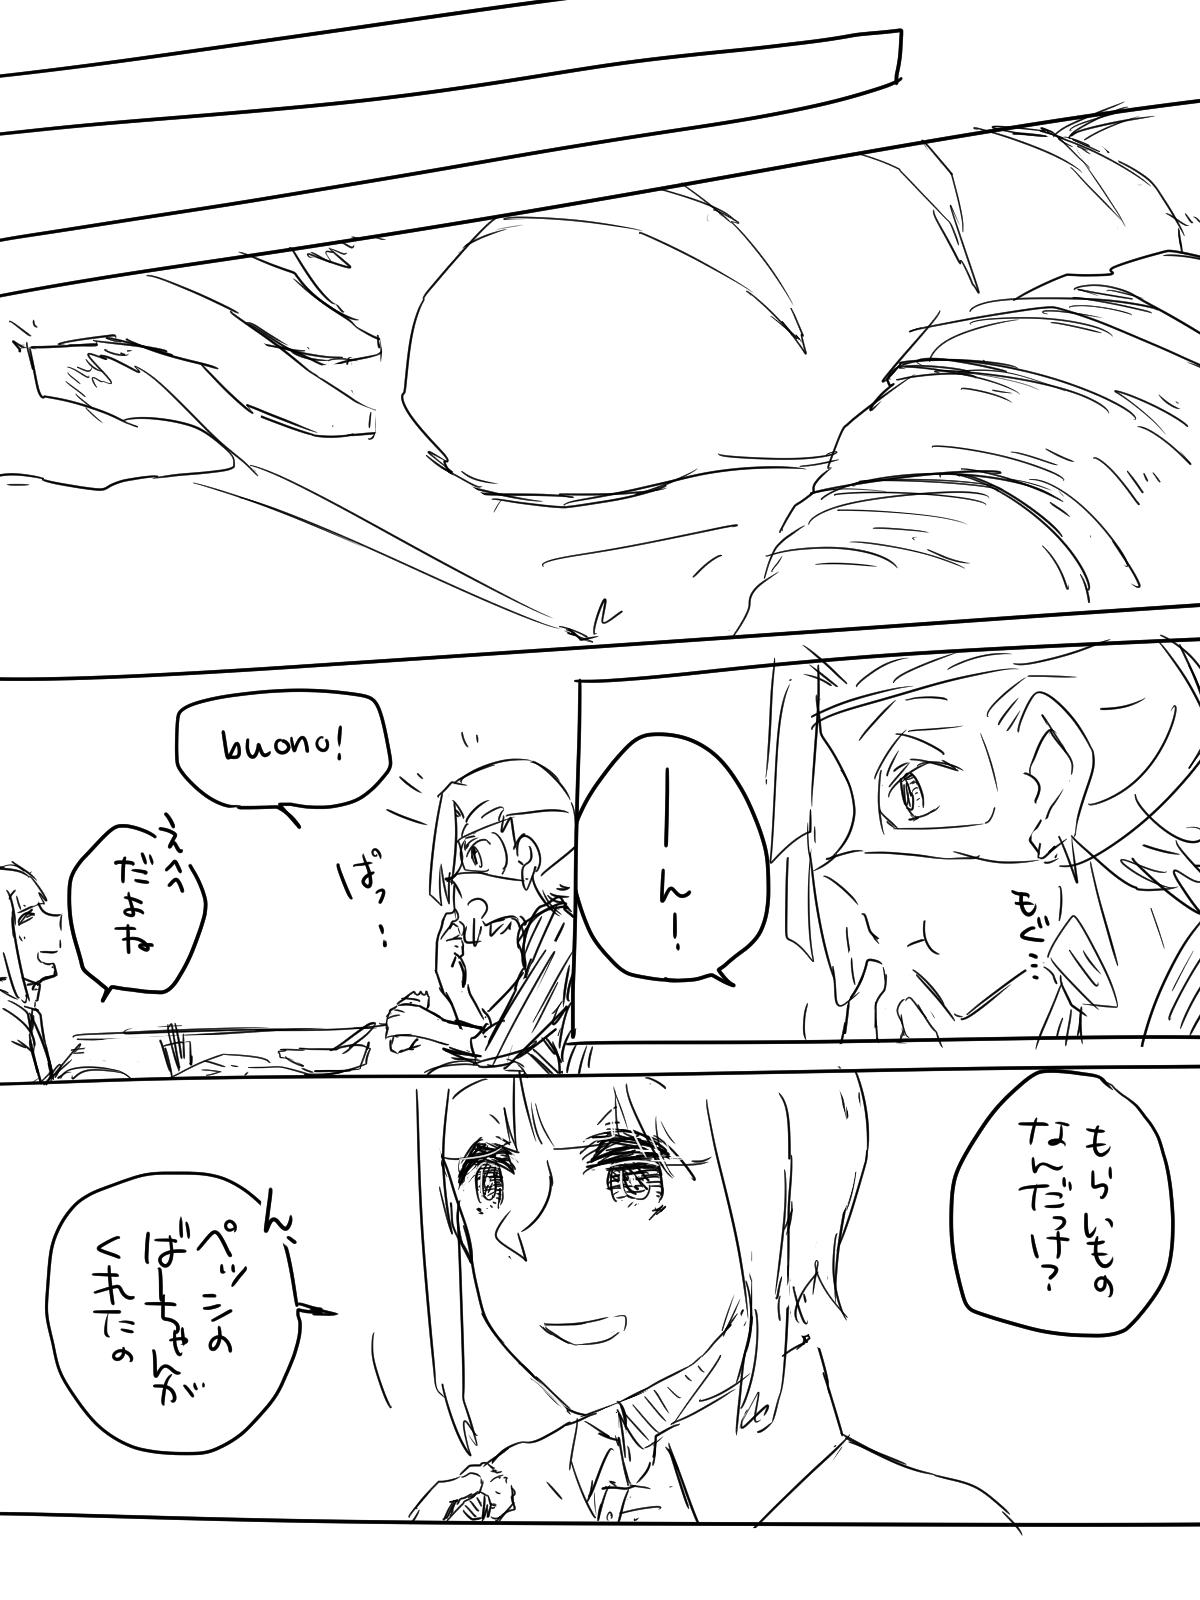 もぐ…
ーん！
buono!
ぱっ！
えへへ
だよね
もらいもの
なんだっけ？
ん、
ペッシの
ばーちゃんが
くれたの